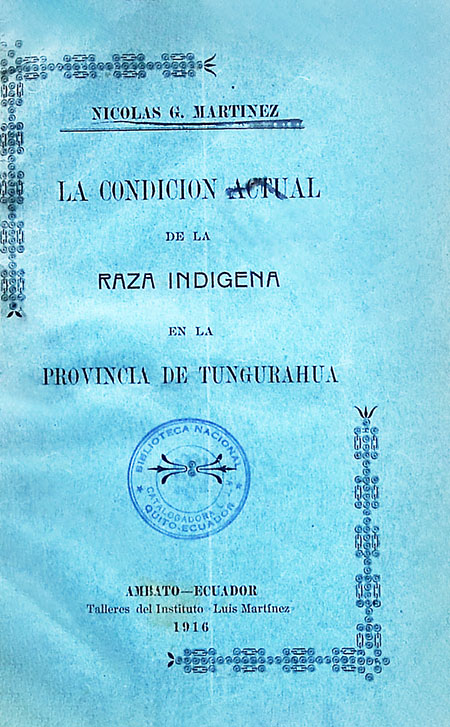 NICOLAS G. MARTINEZ
LA CONDICION ACTUAL
DE LA
RAZA INDIGENA
EN LA
PROVINCIA DE TUNGURAHUA
BIBLIOTECA NACIONAL
CATALOGADORA
QUITO-ECUADOR
AMBATO—ECUADOR
Talleres del Instituto Luis Martínez
1916